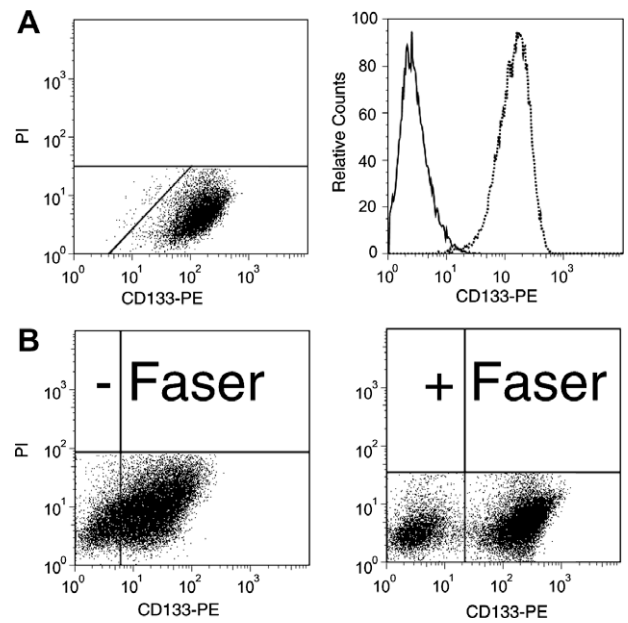 A
PI
10³
10²
10¹
10⁰
10⁰ 10¹ 10² 10³
CD133-PE
Relative Counts
100
80
60
40
20
0
10⁰ 10¹ 10² 10³
CD133-PE
B
- Faser
PI
10³
10²
10¹
10⁰
10⁰ 10¹ 10² 10³
CD133-PE
+ Faser
10³
10²
10¹
10⁰
10⁰ 10¹ 10² 10³
CD133-PE